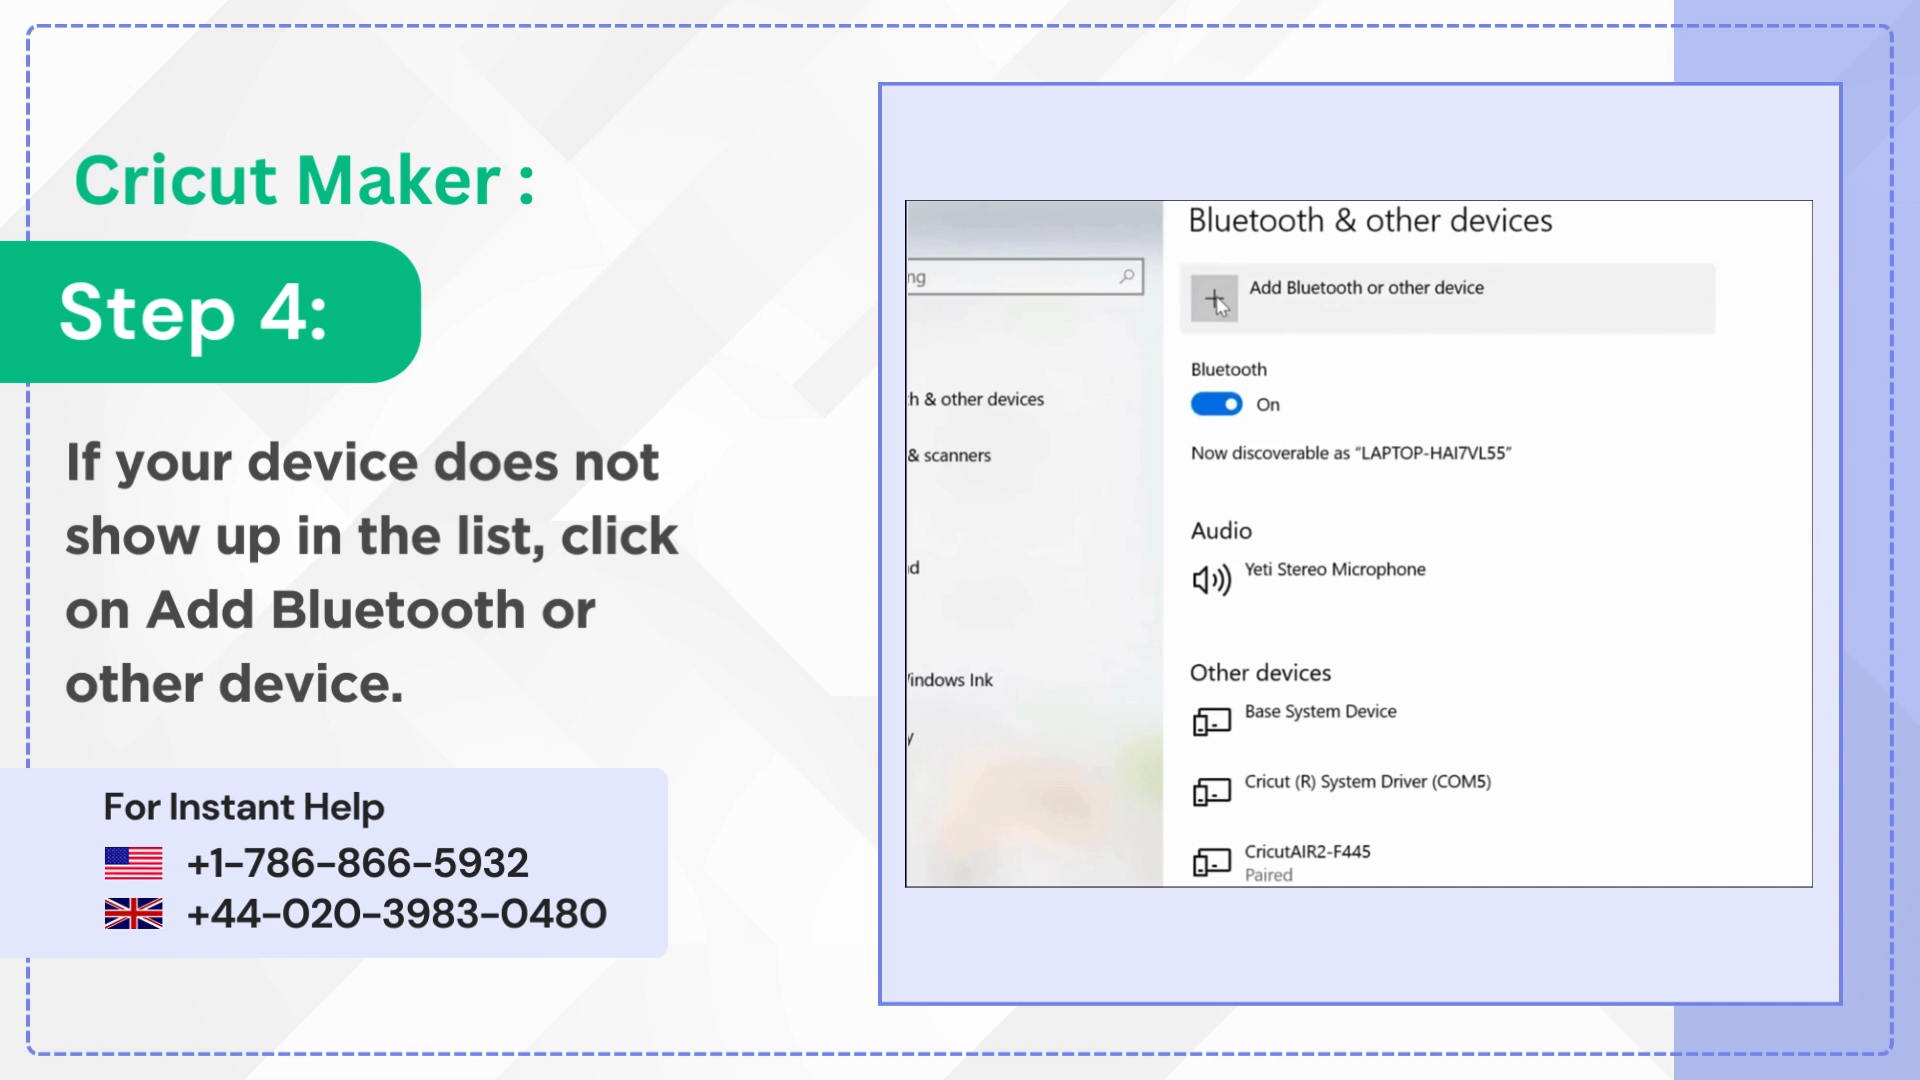 Cricut Maker :
Step 4:
If your device does not
show up in the list, click
on Add Bluetooth or
other device.
For Instant Help
+1-786-866-5932
+44-020-3983-0480
Bluetooth & other devices
ng
Add Bluetooth or other device
Bluetooth
On
h & other devices
Now discoverable as “LAPTOP-HAI7VL55”
& scanners
Audio
Yeti Stereo Microphone
d
Other devices
indows Ink
Base System Device
y
Cricut (R) System Driver (COM5)
CricutAIR2-F445
Paired